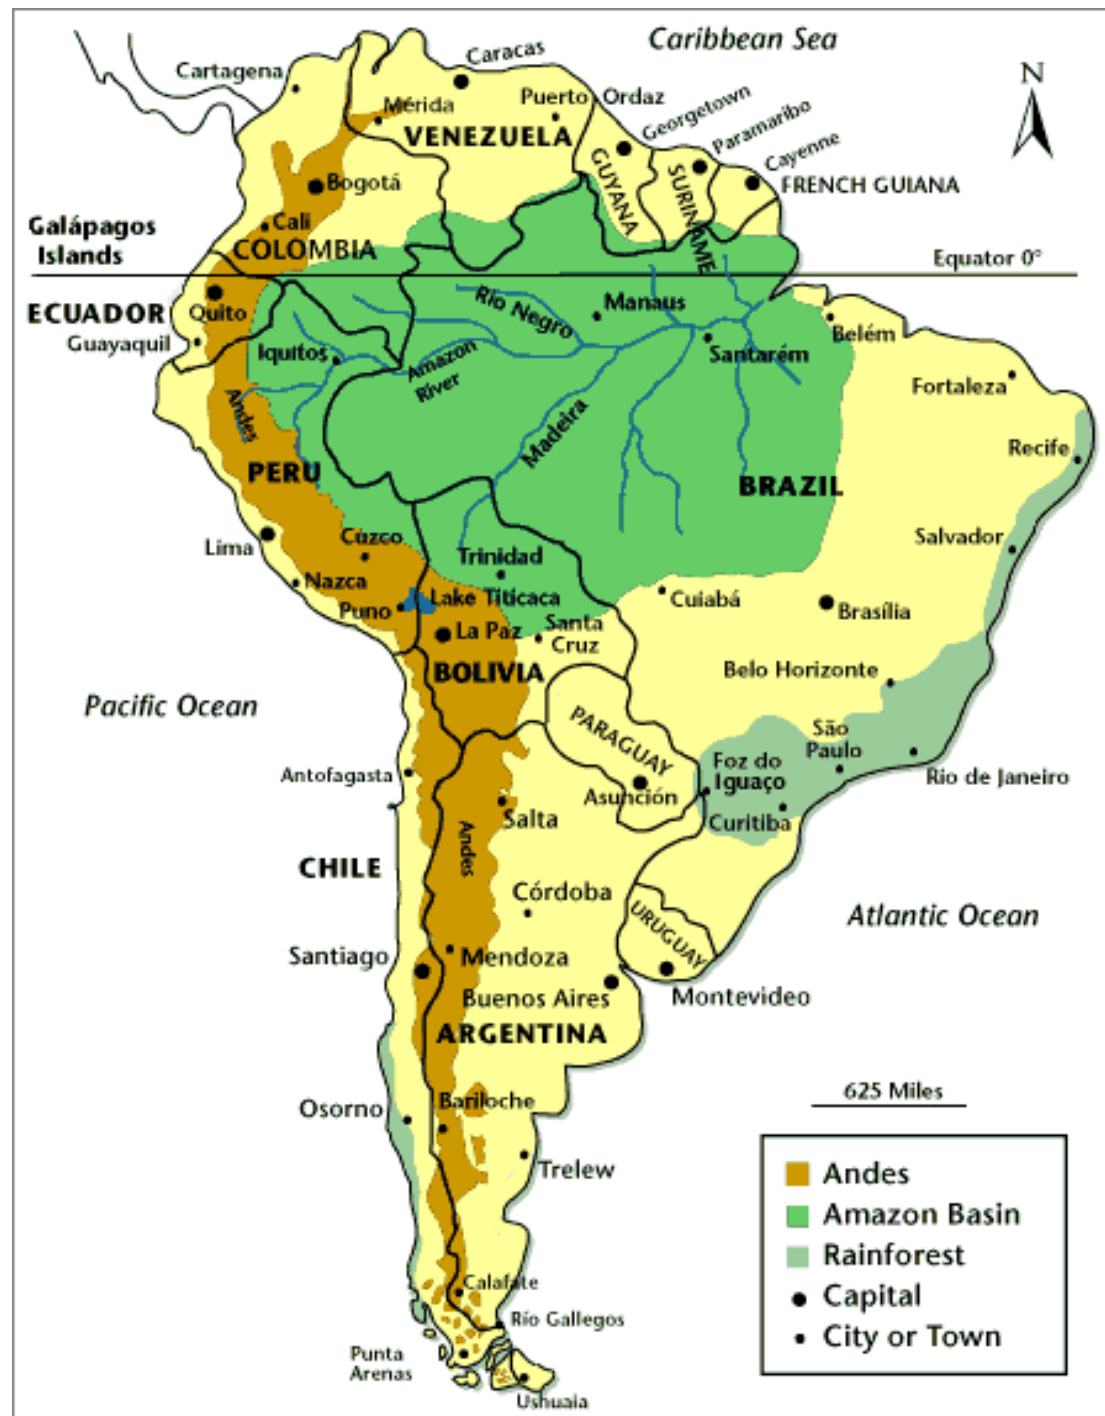 Caribbean Sea
Caracas
Cartagena
N
Mérida
Puerto Ordaz
VENEZUELA
Georgetown
Paramaribo
Cayenne
GUYANA
SURINAME
FRENCH GUIANA
Bogotá
Cali
COLOMBIA
Galápagos
Islands
Equator 0°
ECUADOR
Quito
Guayaquil
Rio Negro
Manaus
Belém
Iquitos
Amazon
River
Santarém
Fortaleza
Andes
Madeira
Recife
PERU
BRAZIL
Lima
Cúzco
Trinidad
Salvador
Nazca
Puno
Lake Titicaca
Cuiabá
Brasília
La Paz
Santa
Cruz
BOLIVIA
Belo Horizonte
Pacific Ocean
PARAGUAY
São
Paulo
Foz do
Iguaço
Antofagasta
Asunción
Rio de Janeiro
Salta
Curitiba
Andes
CHILE
Córdoba
URUGUAY
Atlantic Ocean
Santiago
Mendoza
Buenos Aires
Montevideo
ARGENTINA
625 Miles
Osorno
Bariloche
Trelew
Andes
Amazon Basin
Rainforest
Capital
City or Town
Calafate
Río Gallegos
Punta
Arenas
Ushuaia